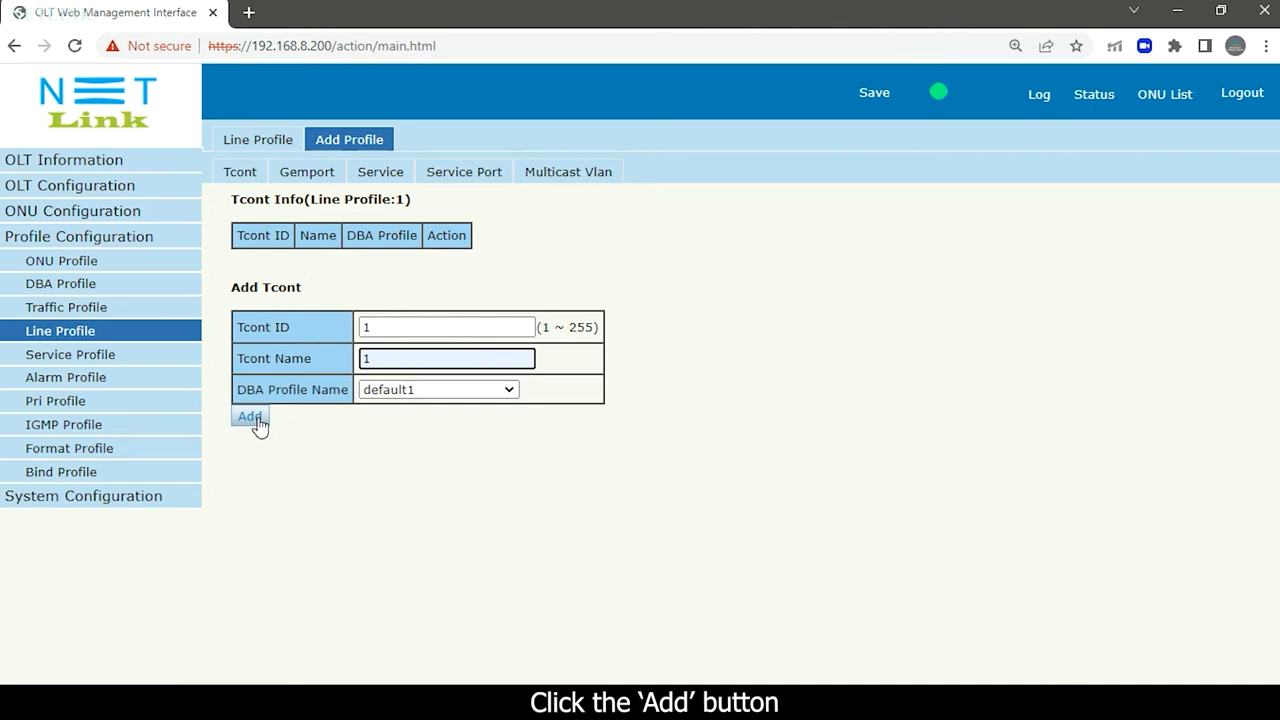 OLT Web Management Interface
Not secure
https://192.168.8.200/action/main.html
NET
Link
Save
Log
Status
ONU List
Logout
Line Profile
Add Profile
OLT Information
OLT Configuration
ONU Configuration
Profile Configuration
ONU Profile
DBA Profile
Traffic Profile
Line Profile
Service Profile
Alarm Profile
Pri Profile
IGMP Profile
Format Profile
Bind Profile
System Configuration
Tcont
Gemport
Service
Service Port
Multicast Vlan
Tcont Info(Line Profile:1)
Tcont ID Name DBA Profile Action
Add Tcont
Tcont ID 1 (1 ~ 255)
Tcont Name 1
DBA Profile Name default1
Add
Click the ‘Add’ button